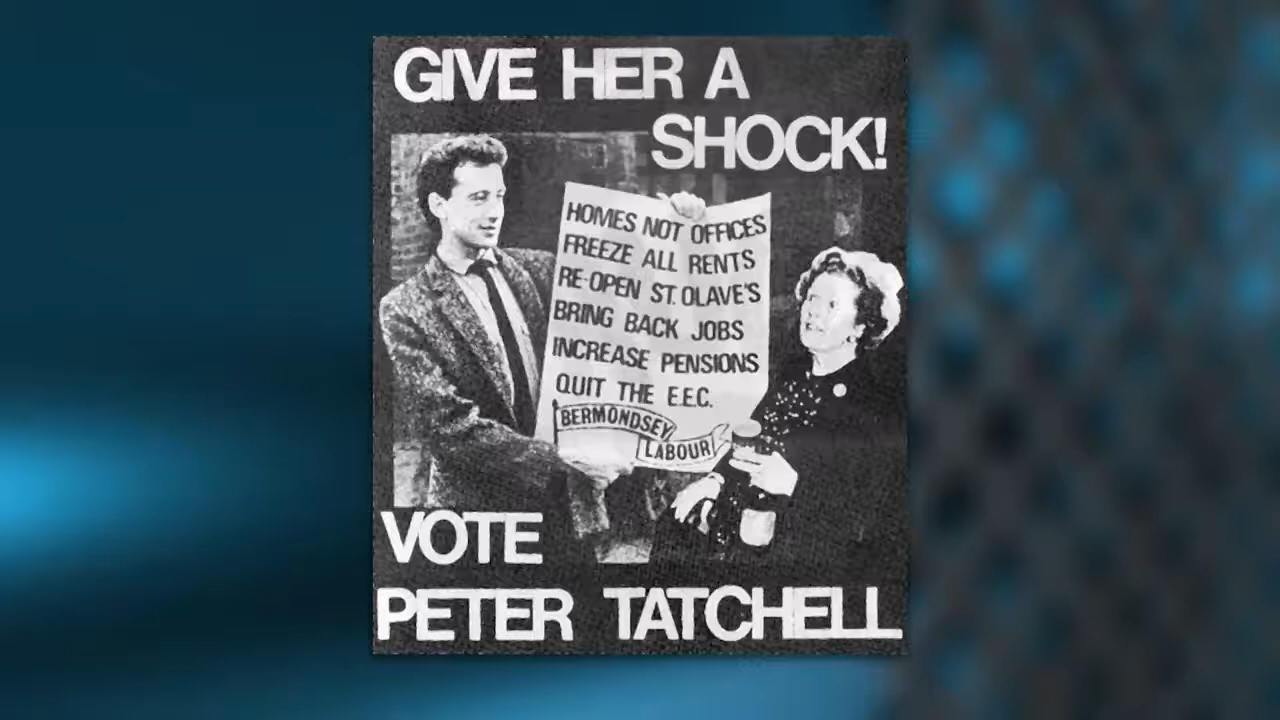 GIVE HER A
SHOCK!
HOMES NOT OFFICES
FREEZE ALL RENTS
RE-OPEN ST. OLAVE'S
BRING BACK JOBS
INCREASE PENSIONS
QUIT THE E.E.C.
BERMONDSEY
LABOUR
VOTE
PETER TATCHELL